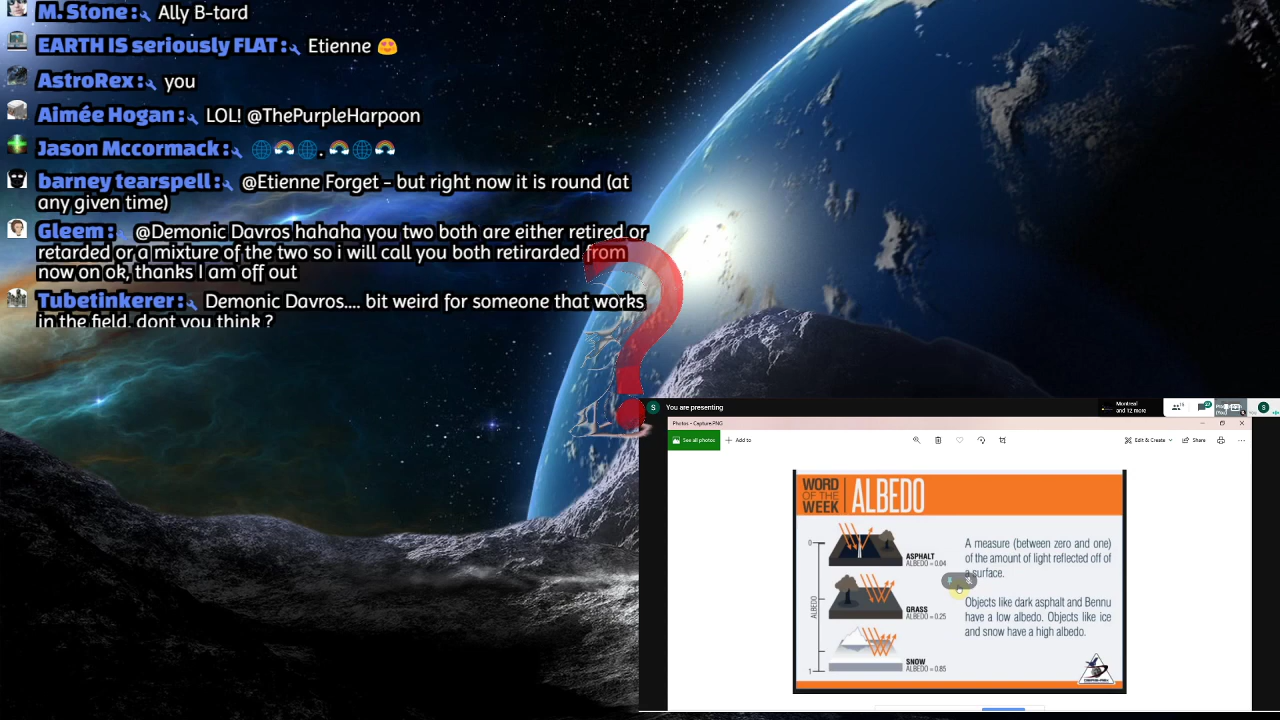 M. Stone : Ally B-tard
EARTH IS seriously FLAT : Etienne 😍
AstroRex : you
Aimée Hogan : LOL! @ThePurpleHarpoon
Jason Mccormack : 🌐🌈🌐. 🌈🌐🌈
barney tearspell : @Etienne Forget - but right now it is round (at
any given time)
Gleem : @Demonic Davros hahaha you two both are either retired or
retarded or a mixture of the two so i will call you both retirarded from
now on ok, thanks I am off out
Tubetinkerer : Demonic Davros.... bit weird for someone that works
in the field, dont you think ?
?
S You are presenting
Montreal
and 12 more
S
Photos - Capture.PNG
See all photos + Add to
Edit & Create
Share
WORD
OF THE
WEEK
ALBEDO
0
ALBEDO
1
ASPHALT
ALBEDO = 0.04
GRASS
ALBEDO = 0.25
SNOW
ALBEDO = 0.85
A measure (between zero and one)
of the amount of light reflected off of
a surface.
Objects like dark asphalt and Bennu
have a low albedo. Objects like ice
and snow have a high albedo.